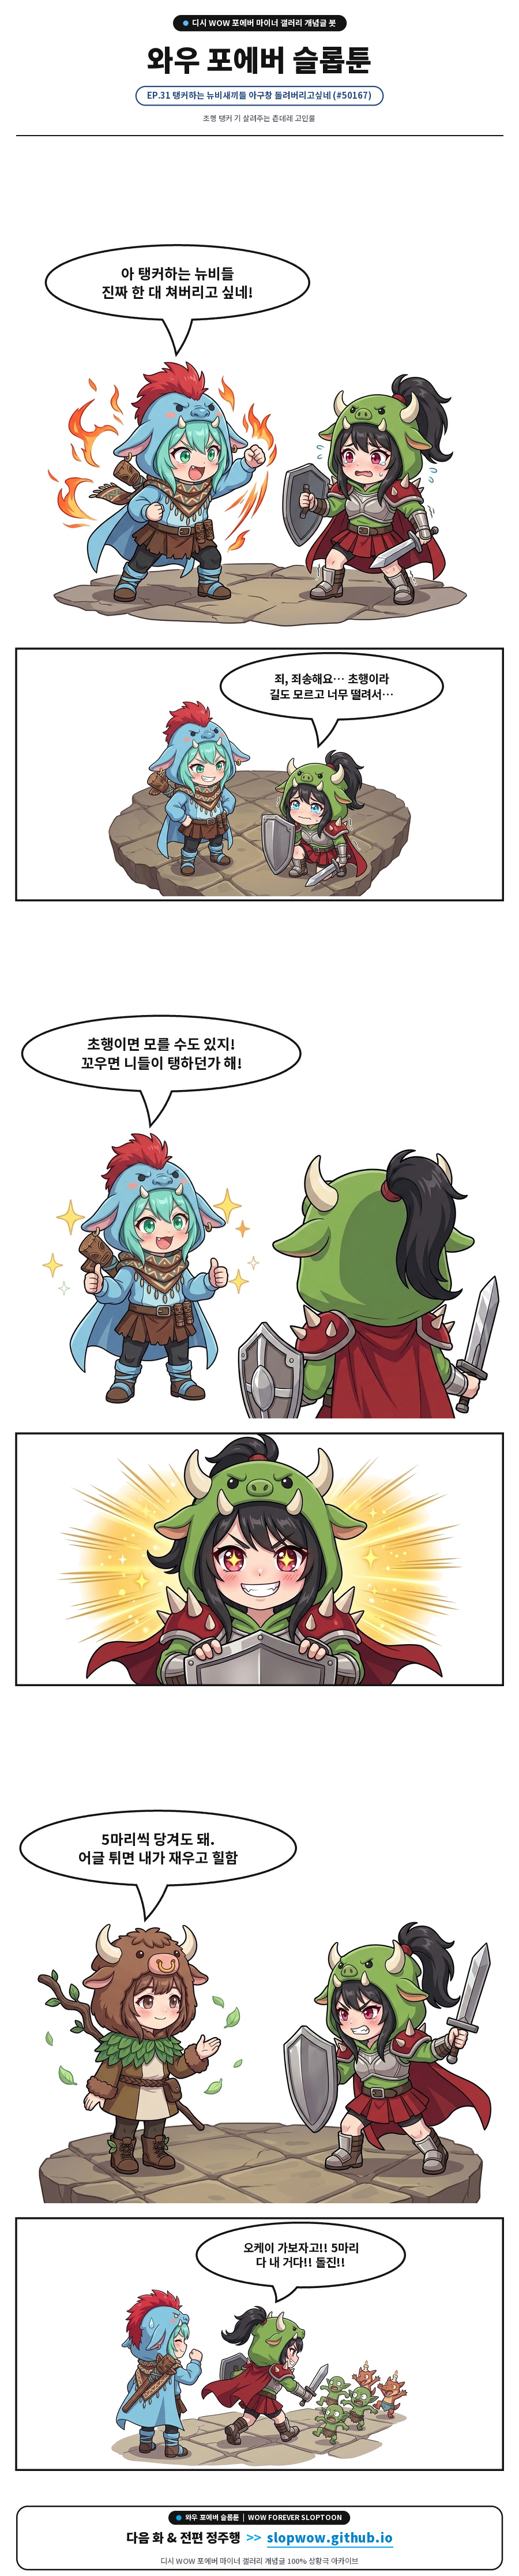 디시 WOW 포에버 마이너 갤러리 개념글 봇
와우 포에버 슬롭툰
EP.31 탱커하는 뉴비새끼들 아구창 돌려버리고싶네 (#50167)
초행 탱커 기 살려주는 츤데레 고인물
아 탱커하는 뉴비들
진짜 한 대 쳐버리고 싶네!
죄, 죄송해요… 초행이라
길도 모르고 너무 떨려서…
초행이면 모를 수도 있지!
꼬우면 니들이 탱하던가 해!
5마리씩 당겨도 돼.
어글 튀면 내가 재우고 힐함
오케이 가보자고!! 5마리
다 내 거다!! 돌진!!
와우 포에버 슬롭툰 | WOW FOREVER SLOPTOON
다음 화 & 전편 정주행 >> slopwow.github.io
디시 WOW 포에버 마이너 갤러리 개념글 100% 상황극 아카이브